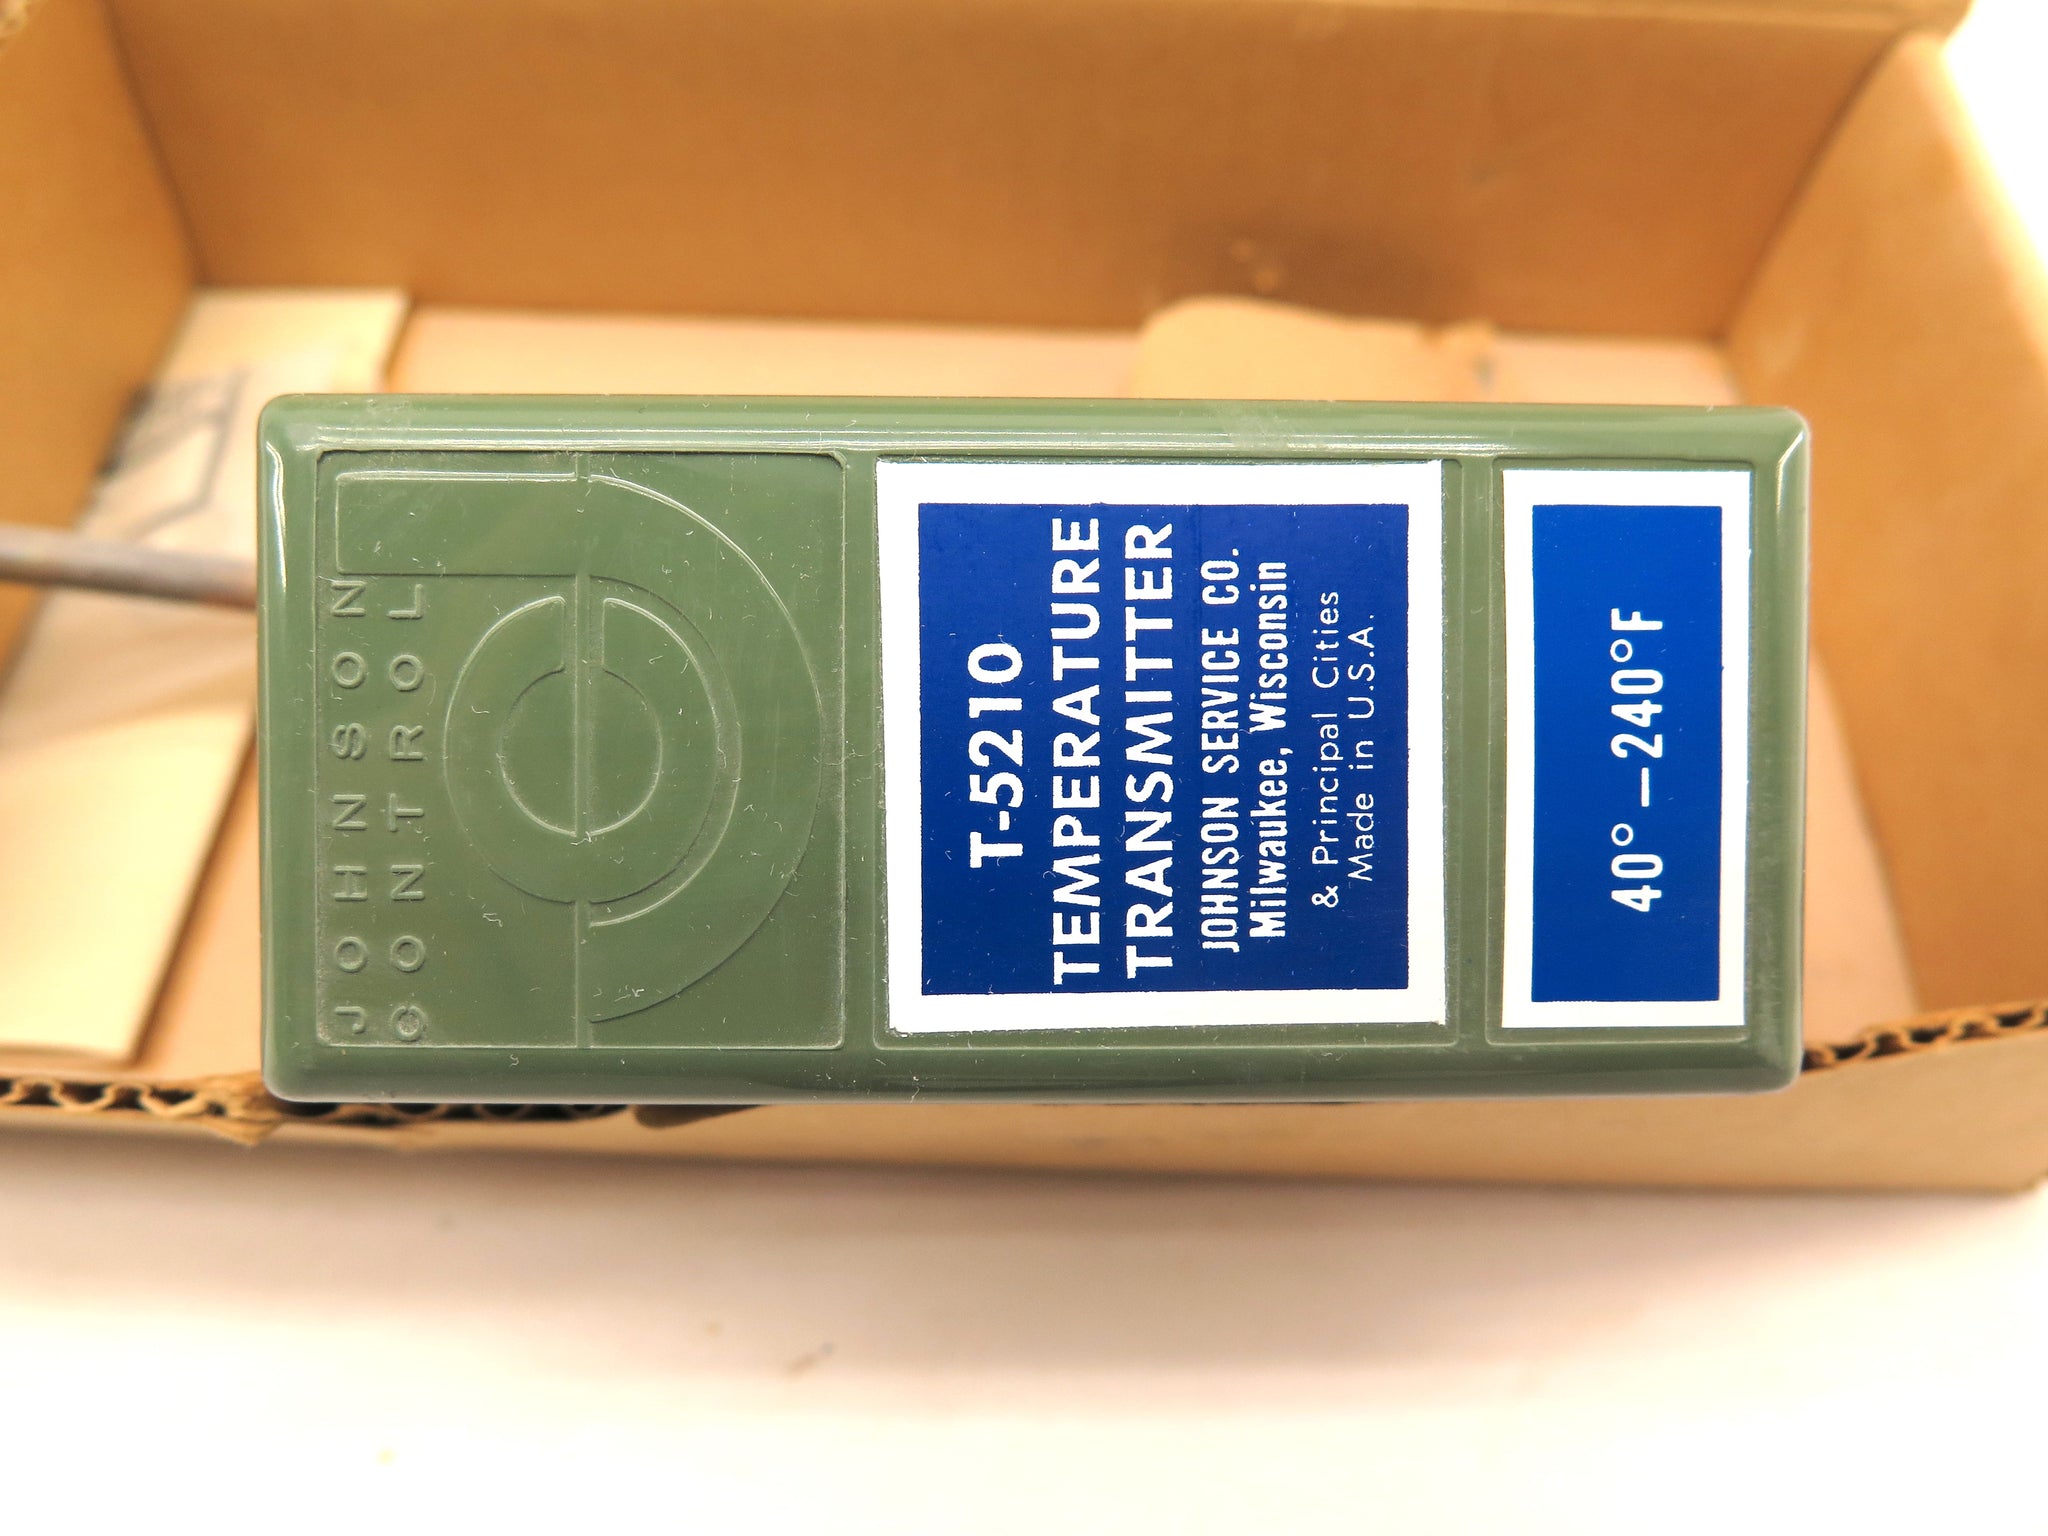 JOHNSON
CONTROL
T-5210
TEMPERATURE
TRANSMITTER
JOHNSON SERVICE CO.
Milwaukee, Wisconsin
& Principal Cities
Made in U.S.A.
40° – 240°F